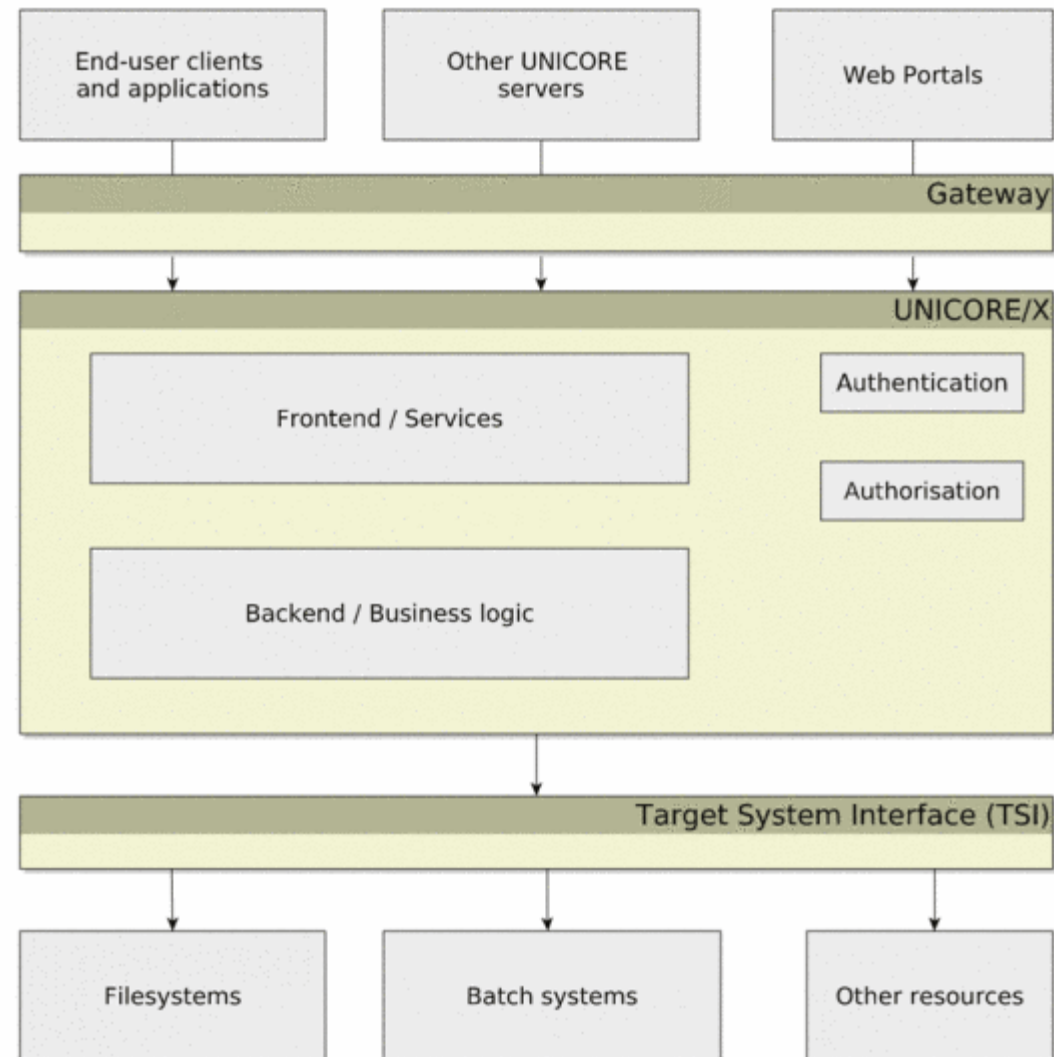 End-user clients
and applications
Other UNICORE
servers
Web Portals
Gateway
UNICORE/X
Frontend / Services
Authentication
Authorisation
Backend / Business logic
Target System Interface (TSI)
Filesystems
Batch systems
Other resources